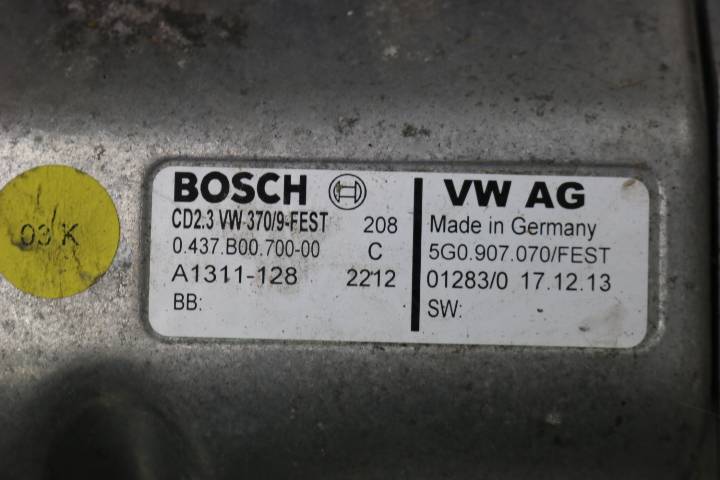 03 K
BOSCH
CD2.3 VW 370/9-FEST 208
0.437.B00.700-00 C
A1311-128 2212
BB:
VW AG
Made in Germany
5G0.907.070/FEST
01283/0 17.12.13
SW: